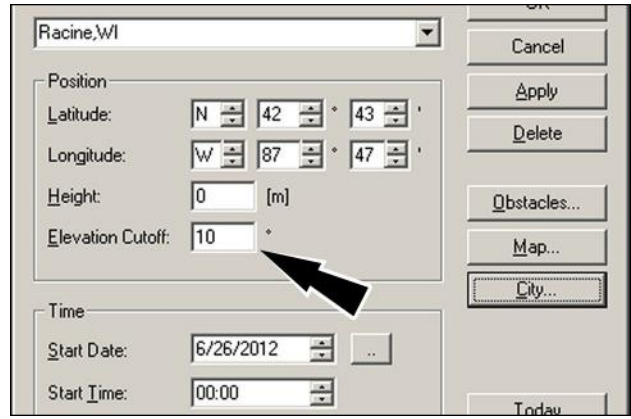 OK
Racine,WI
Cancel
Position
Apply
Latitude: N 42 ° 43 '
Delete
Longitude: W 87 ° 47 '
Height: 0 [m]
Obstacles...
Elevation Cutoff: 10 °
Map...
City...
Time
Start Date: 6/26/2012 ..
Start Time: 00:00
Today